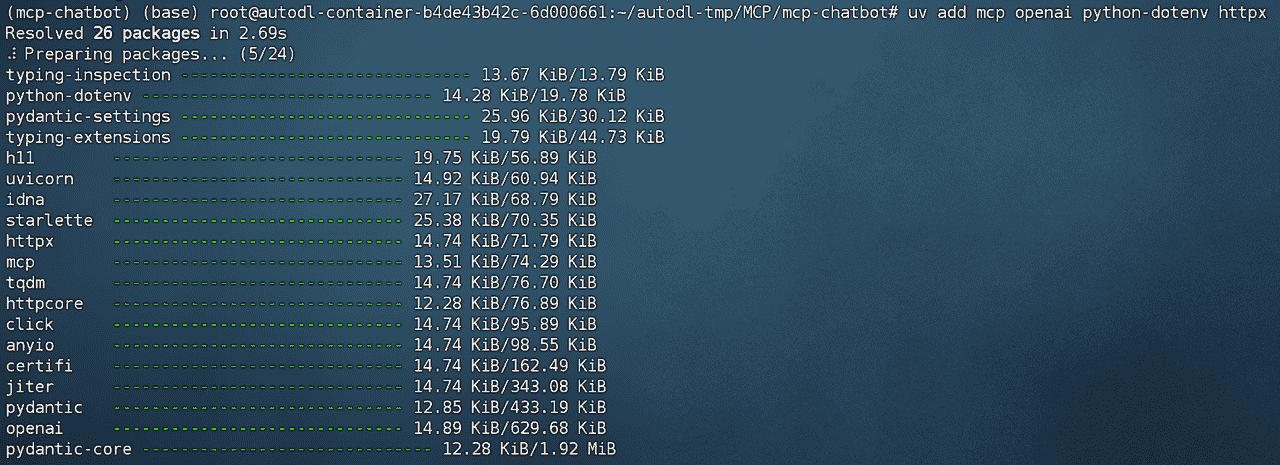 (mcp-chatbot) (base) root@autodl-container-b4de43b42c-6d000661:~/autodl-tmp/MCP/mcp-chatbot# uv add mcp openai python-dotenv httpx
Resolved 26 packages in 2.69s
⠼ Preparing packages... (5/24)
typing-inspection ------------------------------ 13.67 KiB/13.79 KiB
python-dotenv ------------------------------ 14.28 KiB/19.78 KiB
pydantic-settings ------------------------------ 25.96 KiB/30.12 KiB
typing-extensions ------------------------------ 19.79 KiB/44.73 KiB
h11        ------------------------------ 19.75 KiB/56.89 KiB
uvicorn    ------------------------------ 14.92 KiB/60.94 KiB
idna       ------------------------------ 27.17 KiB/68.79 KiB
starlette  ------------------------------ 25.38 KiB/70.35 KiB
httpx      ------------------------------ 14.74 KiB/71.79 KiB
mcp        ------------------------------ 13.51 KiB/74.29 KiB
tqdm       ------------------------------ 14.74 KiB/76.70 KiB
httpcore   ------------------------------ 12.28 KiB/76.89 KiB
click      ------------------------------ 14.74 KiB/95.89 KiB
anyio      ------------------------------ 14.74 KiB/98.55 KiB
certifi    ------------------------------ 14.74 KiB/162.49 KiB
jiter      ------------------------------ 14.74 KiB/343.08 KiB
pydantic   ------------------------------ 12.85 KiB/433.19 KiB
openai     ------------------------------ 14.89 KiB/629.68 KiB
pydantic-core ------------------------------ 12.28 KiB/1.92 MiB